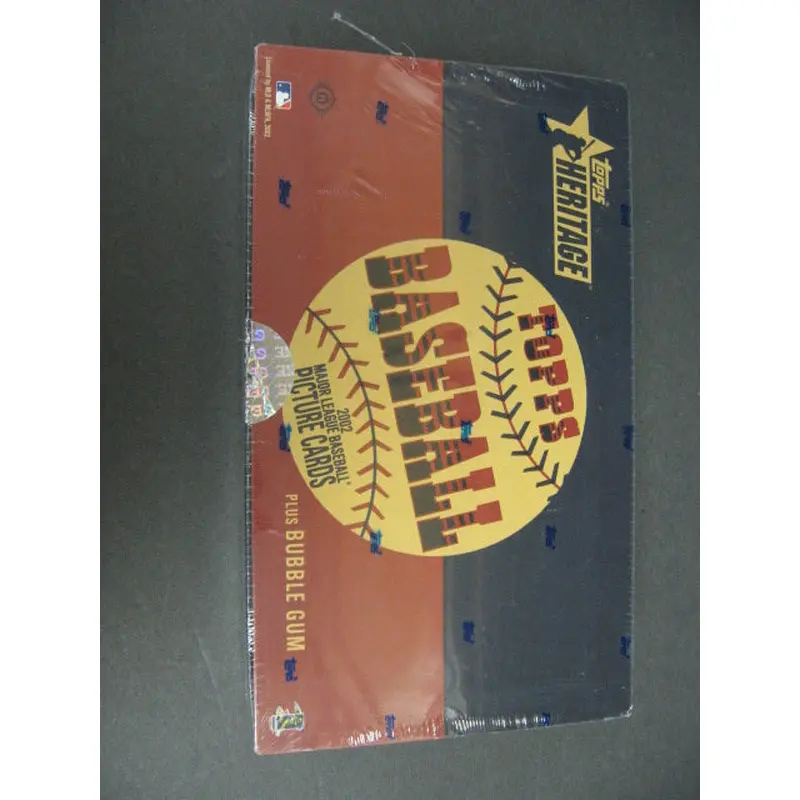 topps
HERITAGE
TOPPS
BASEBALL
2002
MAJOR LEAGUE BASEBALL
PICTURE CARDS
PLUS BUBBLE GUM